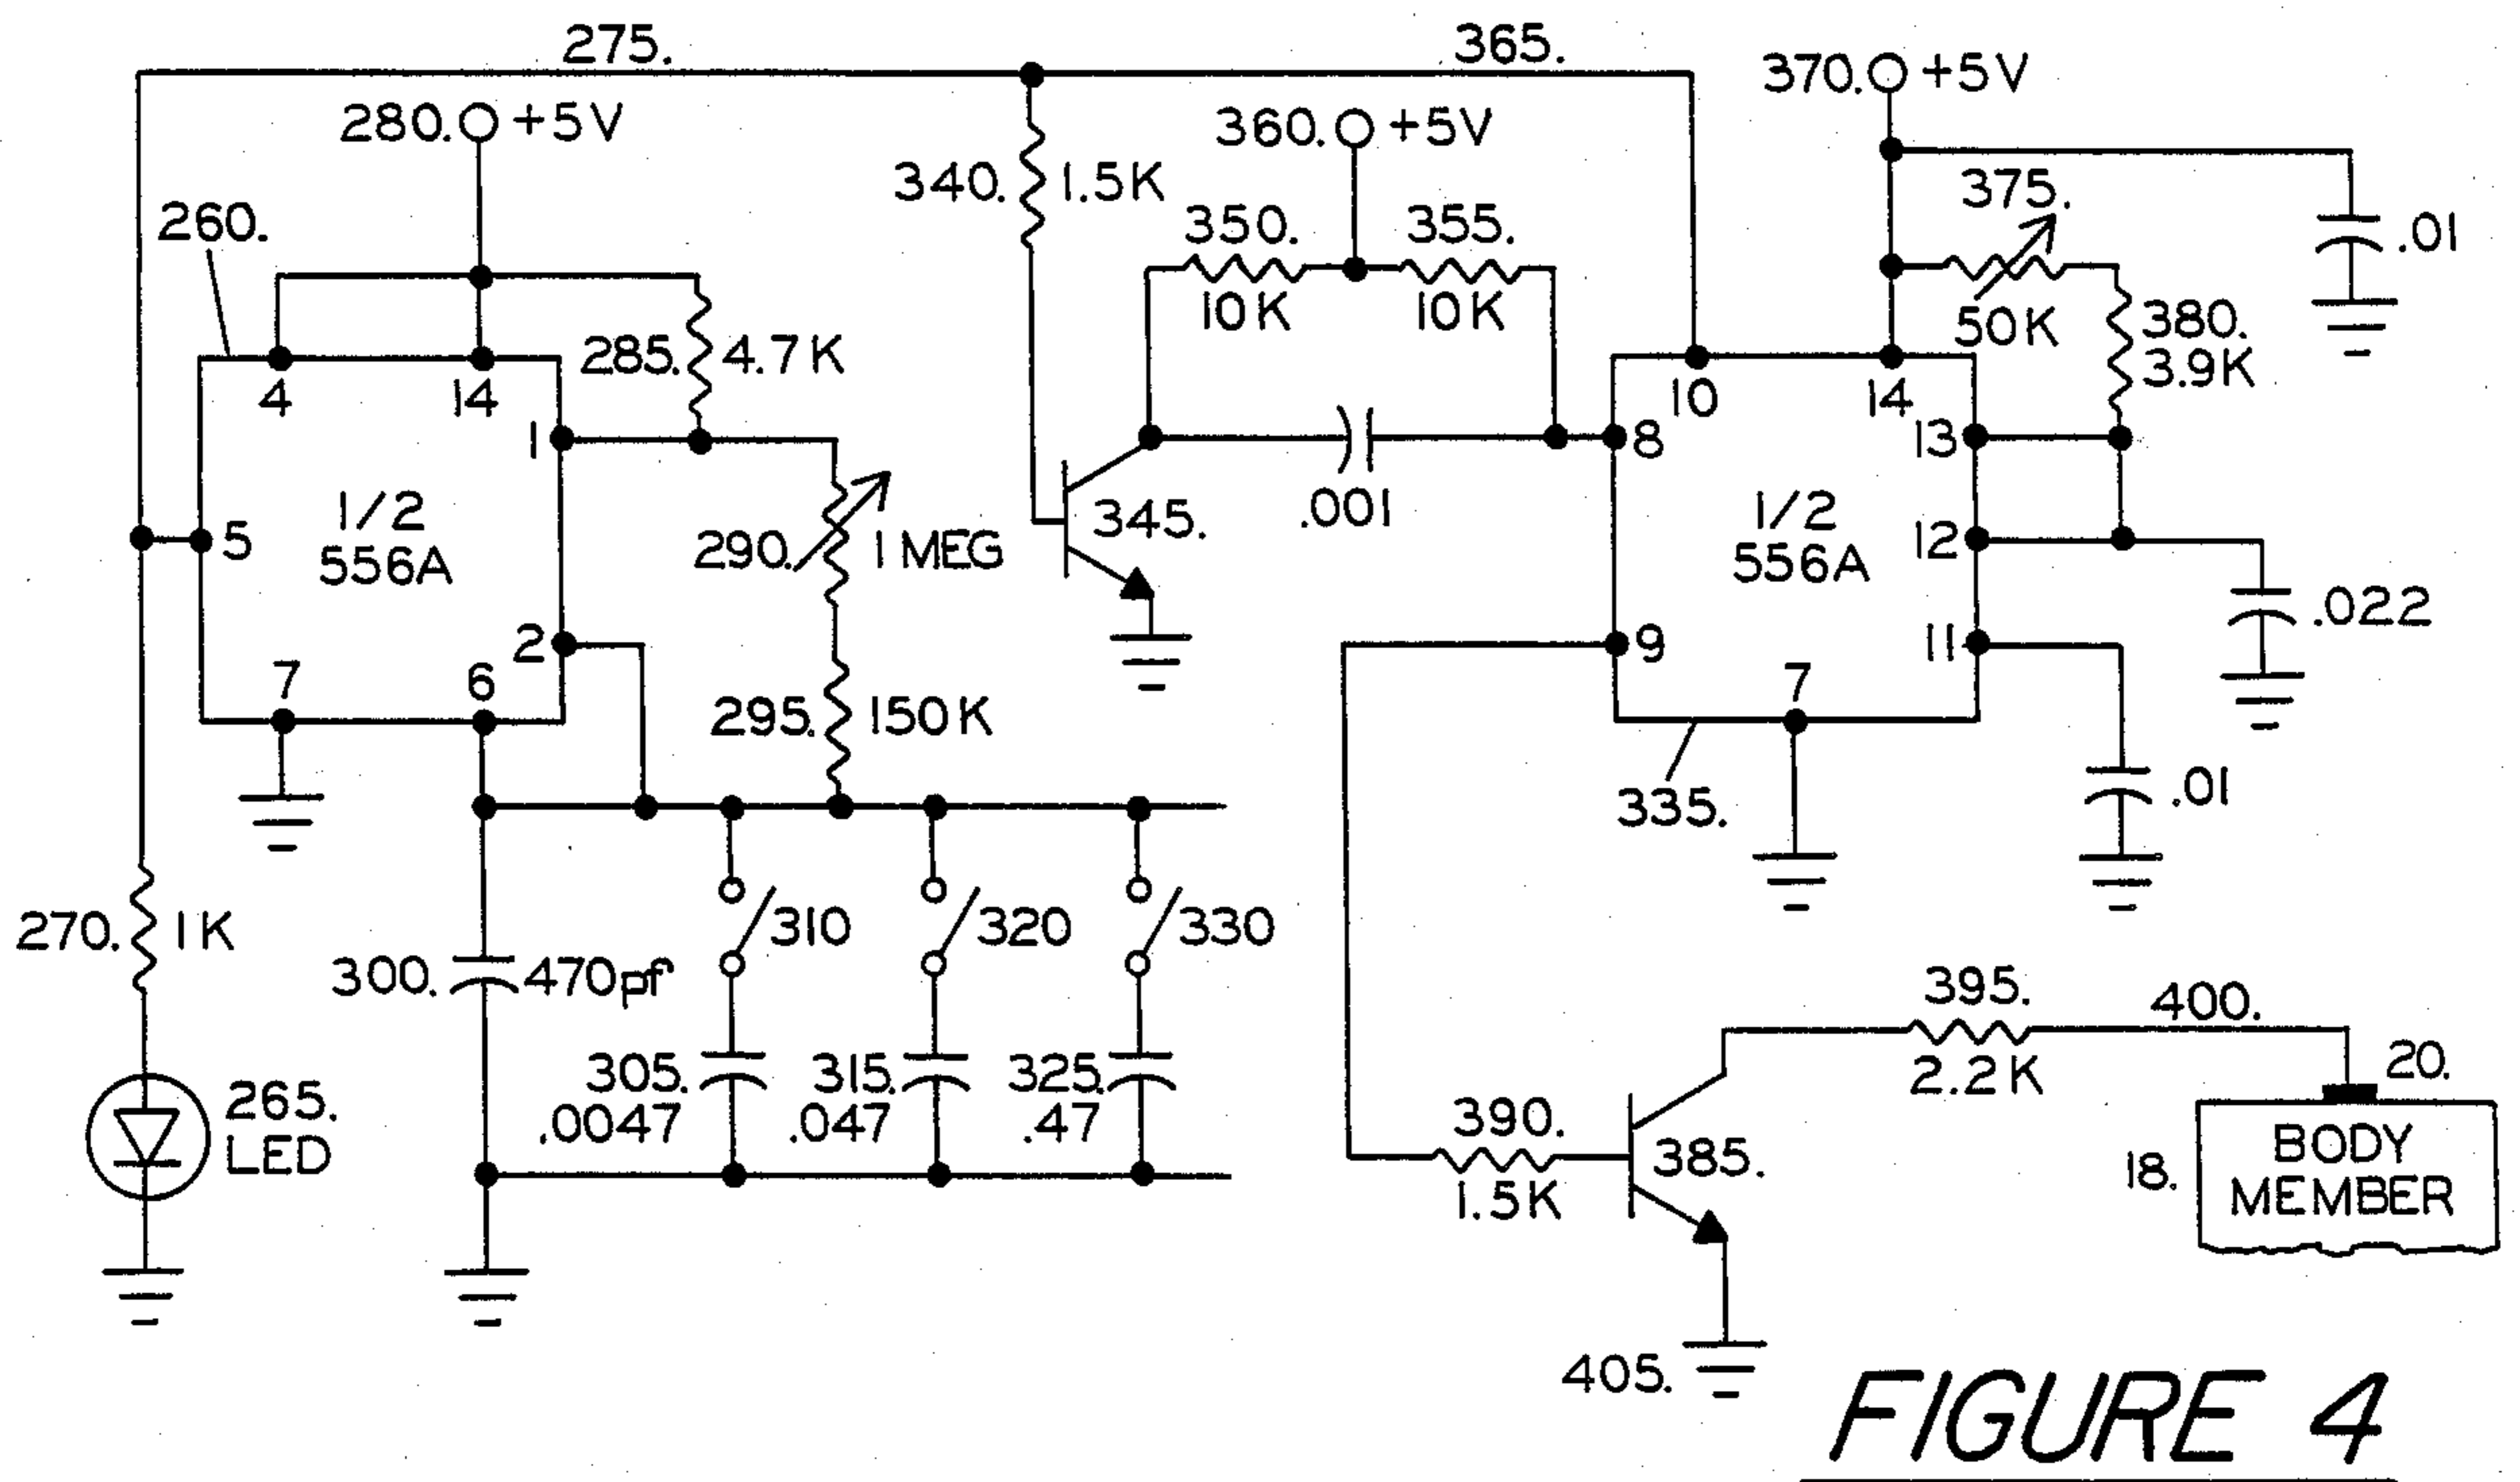 275.
365.
370. +5V
280. +5V
360. +5V
340. 1.5K
375.
260.
350. 355.
.01
10K 10K
50K
380.
3.9K
285. 4.7K
4 14
10 14
1
8
13
1/2
556A
5
290. 1 MEG
345.
.001
1/2
556A
12
.022
2
9
11
7 6
295. 150K
7
335.
.01
270. 1K
310 320 330
300. 470pf
395.
400.
2.2K
20.
265.
LED
305.
.0047
315.
.047
325.
.47
390.
1.5K
385.
18.
BODY
MEMBER
405.
FIGURE 4